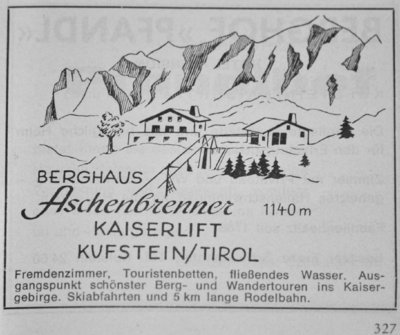 BERGHAUS
Aschenbrenner 1140 m
KAISERLIFT
KUFSTEIN/TIROL
Fremdenzimmer, Touristenbetten, fließendes Wasser. Aus-
gangspunkt schönster Berg- und Wandertouren ins Kaiser-
gebirge. Skiabfahrten und 5 km lange Rodelbahn.
327